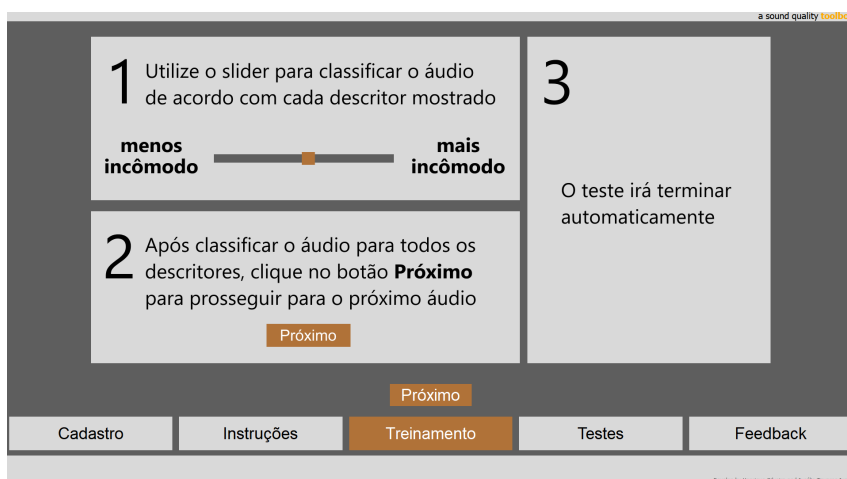 a sound quality toolbo
1
Utilize o slider para classificar o áudio
de acordo com cada descritor mostrado
menos
incômodo
mais
incômodo
2
Após classificar o áudio para todos os
descritores, clique no botão Próximo
para prosseguir para o próximo áudio
Próximo
3
O teste irá terminar
automaticamente
Próximo
Cadastro
Instruções
Treinamento
Testes
Feedback